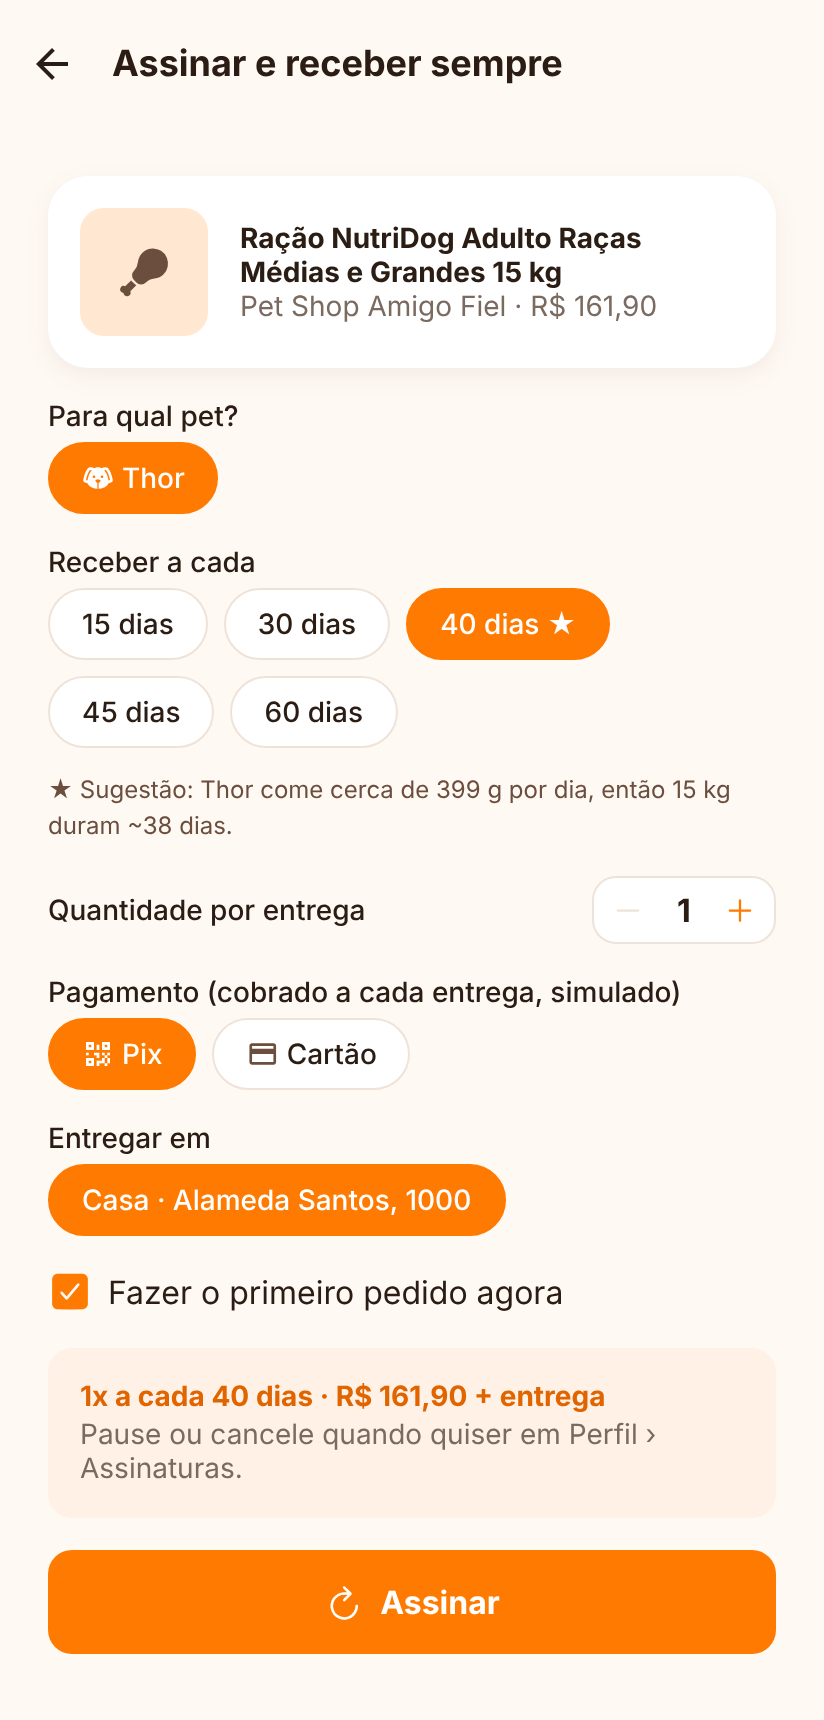 Assinar e receber sempre
Ração NutriDog Adulto Raças
Médias e Grandes 15 kg
Pet Shop Amigo Fiel · R$ 161,90
Para qual pet?
Thor
Receber a cada
15 dias
30 dias
40 dias ★
45 dias
60 dias
★ Sugestão: Thor come cerca de 399 g por dia, então 15 kg
duram ~38 dias.
Quantidade por entrega
1
Pagamento (cobrado a cada entrega, simulado)
Pix
Cartão
Entregar em
Casa · Alameda Santos, 1000
Fazer o primeiro pedido agora
1x a cada 40 dias · R$ 161,90 + entrega
Pause ou cancele quando quiser em Perfil ›
Assinaturas.
Assinar